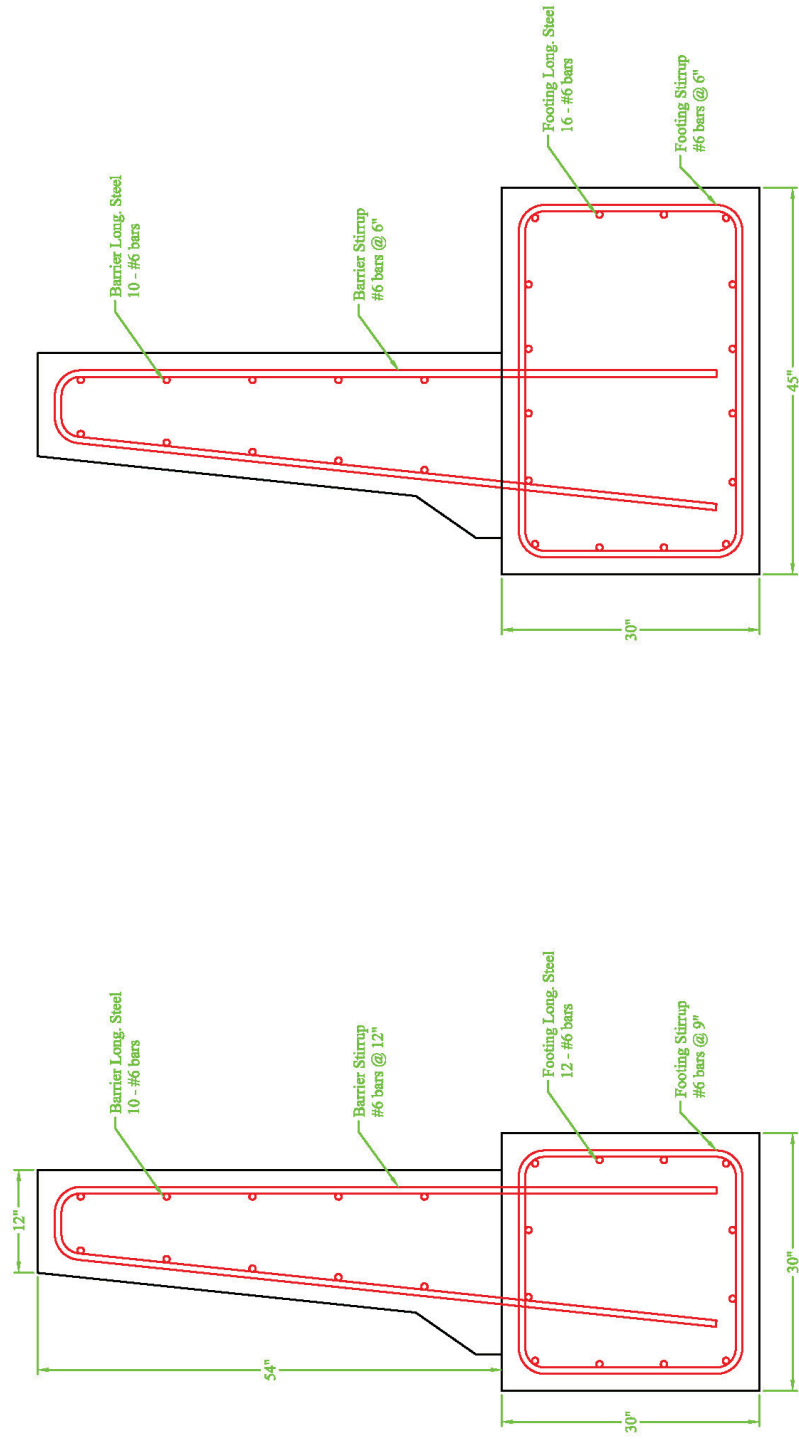 12"
54"
Barrier Long. Steel
10 - #6 bars
Barrier Stirrup
#6 bars @ 12"
Footing Long. Steel
12 - #6 bars
Footing Stirrup
#6 bars @ 9"
30"
30"
Barrier Long. Steel
10 - #6 bars
Barrier Stirrup
#6 bars @ 6"
Footing Long. Steel
16 - #6 bars
Footing Stirrup
#6 bars @ 6"
30"
45"